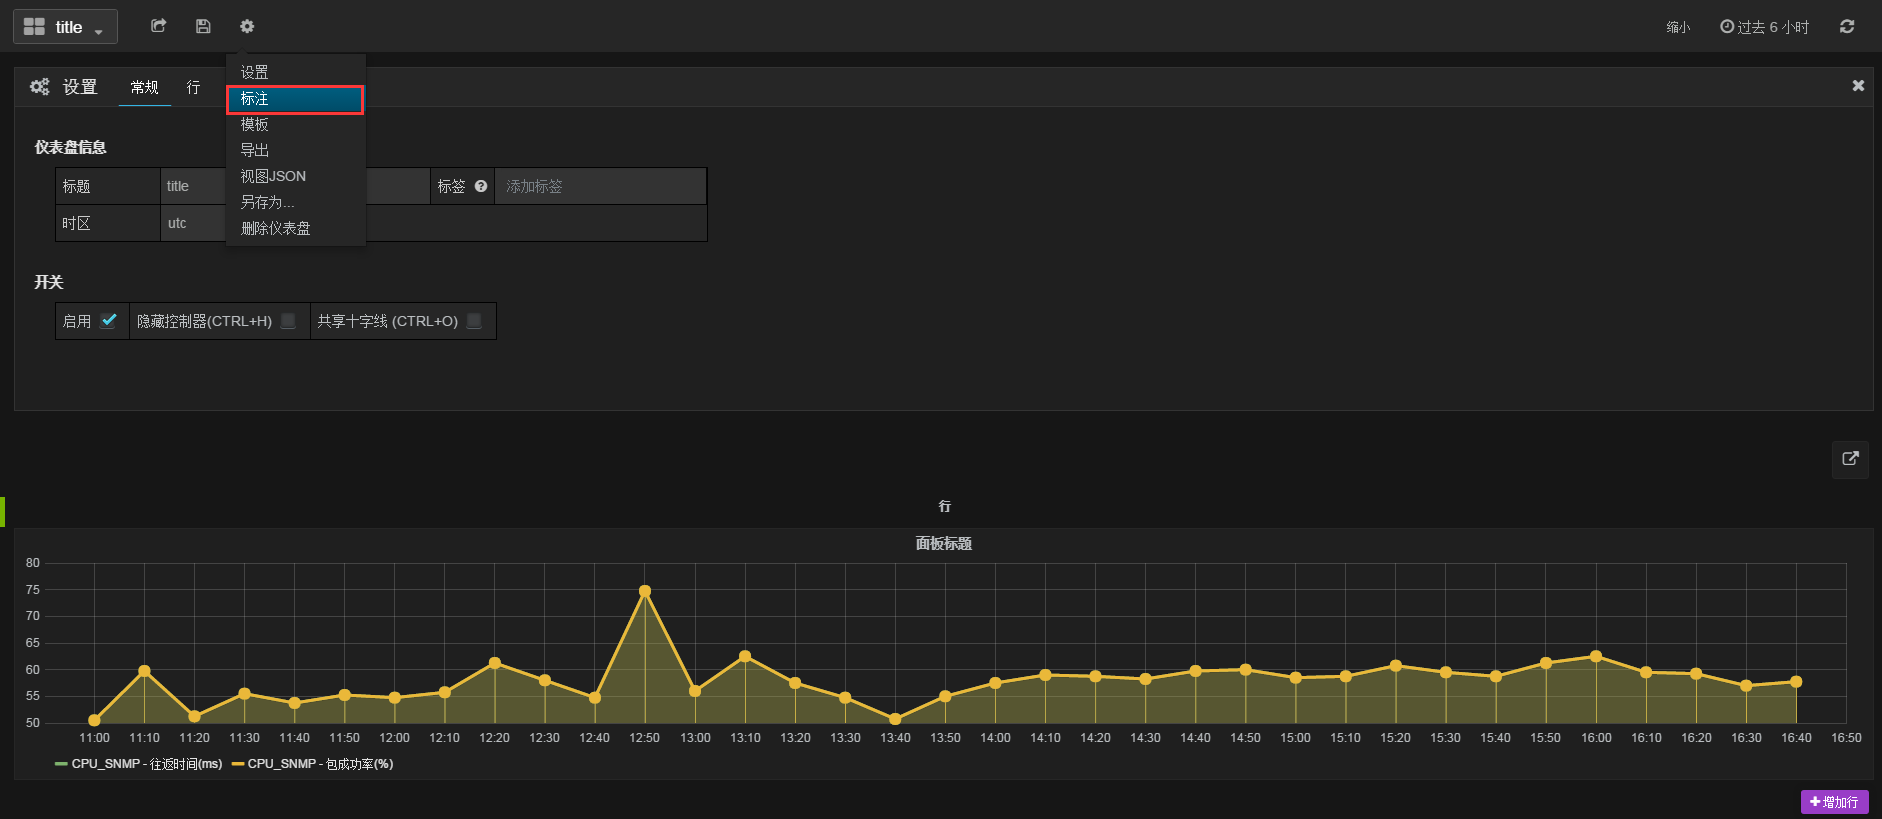 title
缩小
过去 6 小时
设置
常规
行
设置
标注
模板
导出
视图JSON
另存为...
删除仪表盘
仪表盘信息
标题
title
标签
添加标签
时区
utc
开关
启用
隐藏控制器(CTRL+H)
共享十字线 (CTRL+O)
行
面板标题
80
75
70
65
60
55
50
11:00 11:10 11:20 11:30 11:40 11:50 12:00 12:10 12:20 12:30 12:40 12:50 13:00 13:10 13:20 13:30 13:40 13:50 14:00 14:10 14:20 14:30 14:40 14:50 15:00 15:10 15:20 15:30 15:40 15:50 16:00 16:10 16:20 16:30 16:40 16:50
CPU_SNMP - 往返时间(ms) CPU_SNMP - 包成功率(%)
增加行